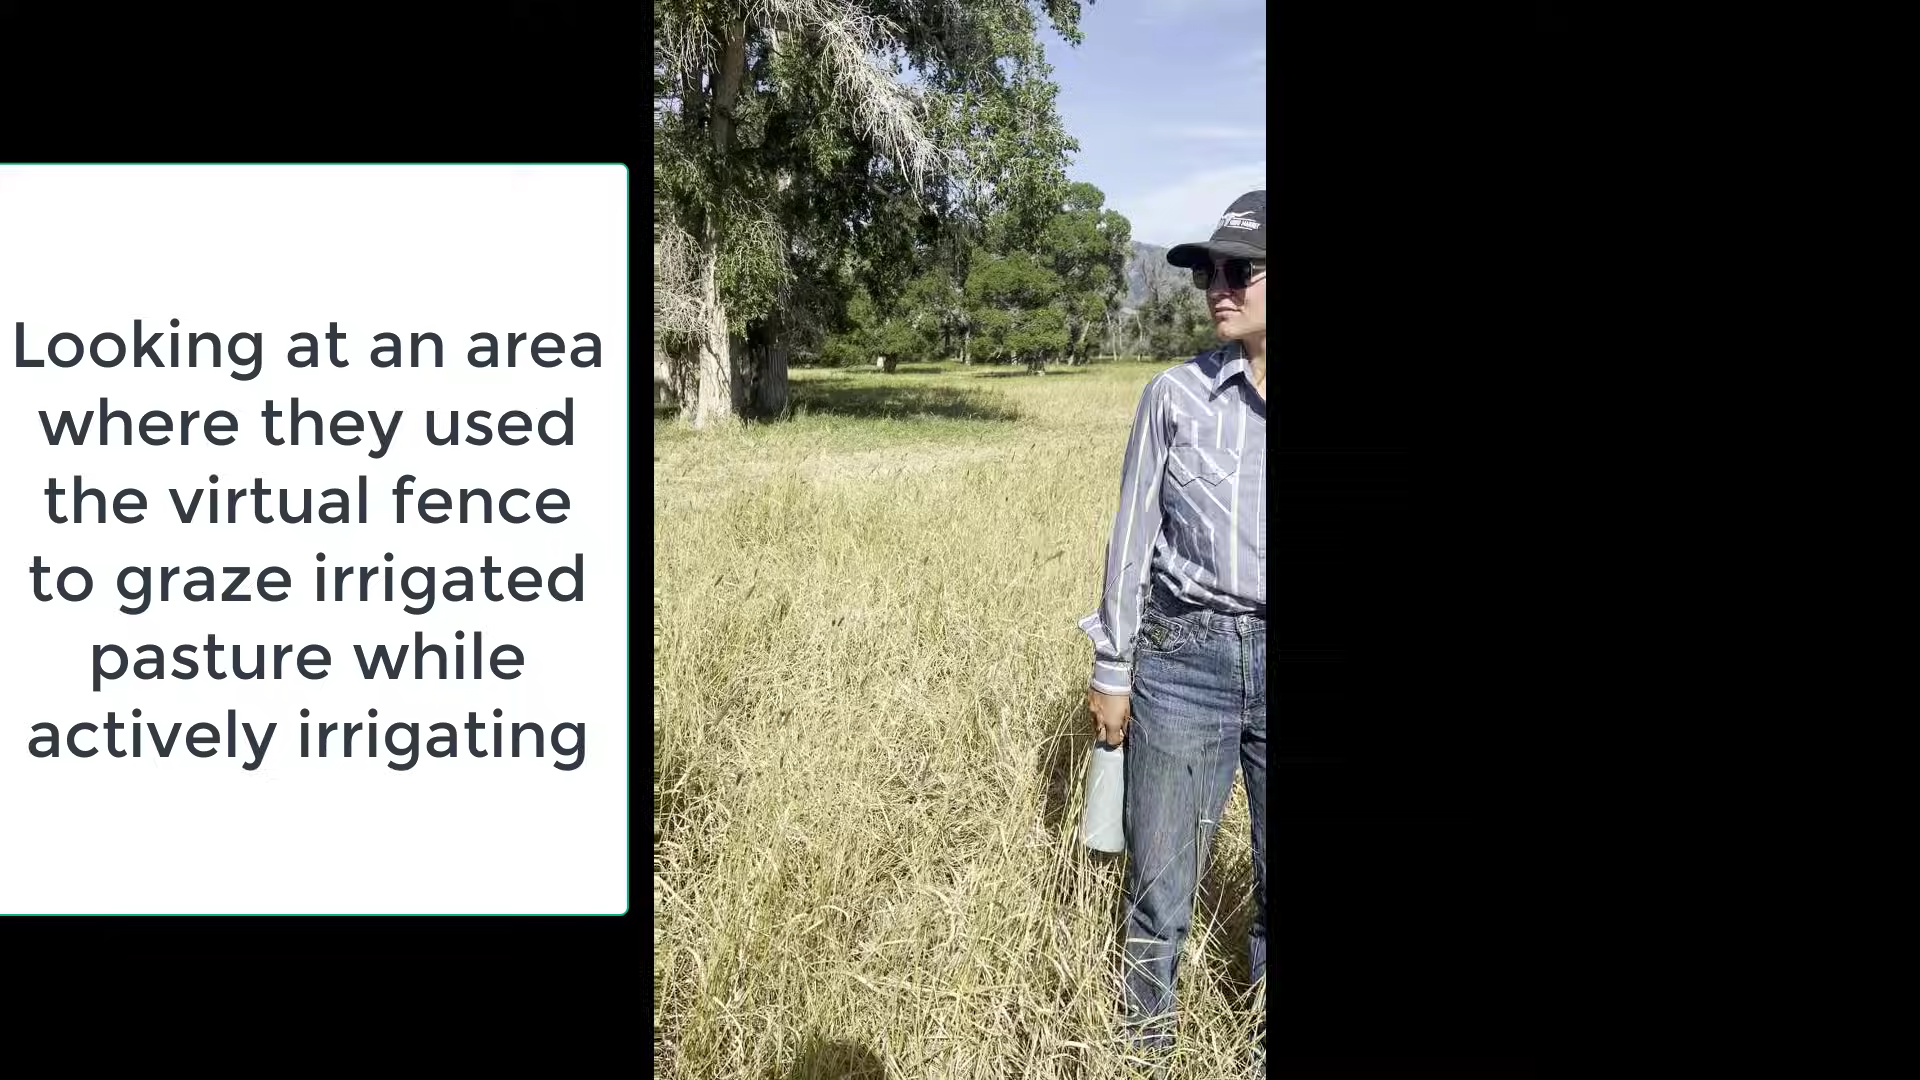 Looking at an area
where they used
the virtual fence
to graze irrigated
pasture while
actively irrigating